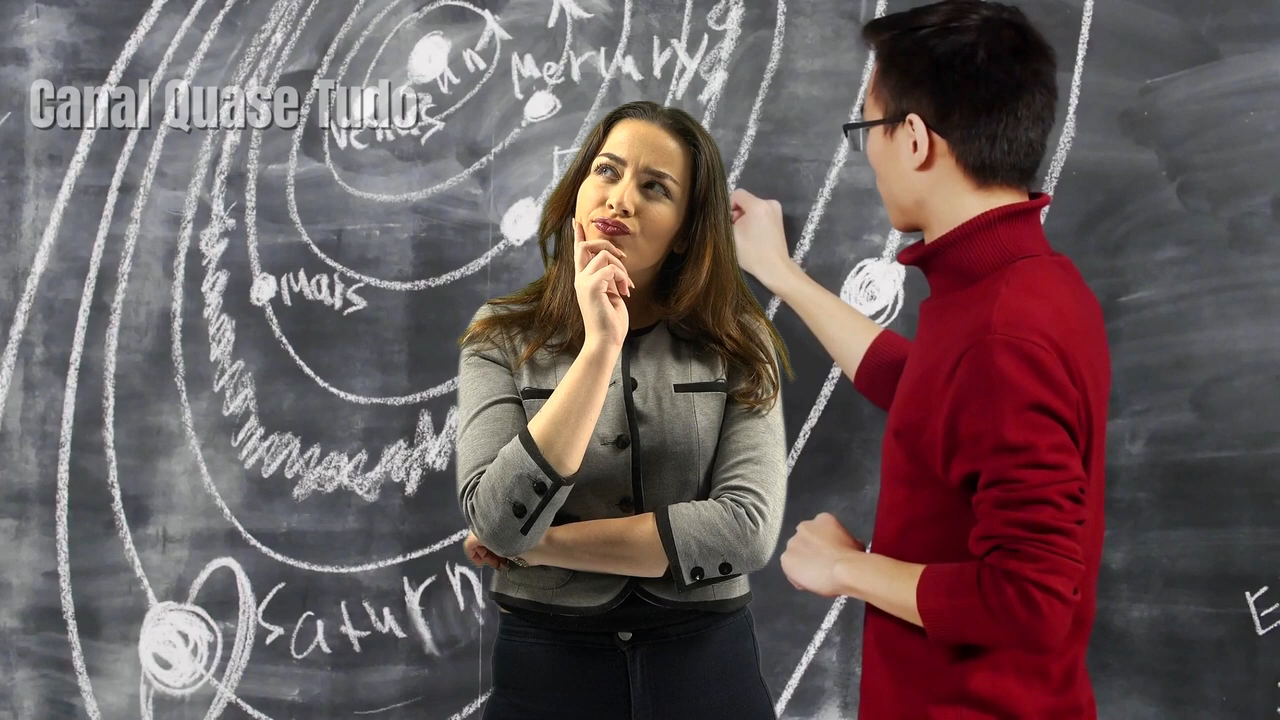 Canal Quase Tudo
Mercury
Venus
Mars
Saturn